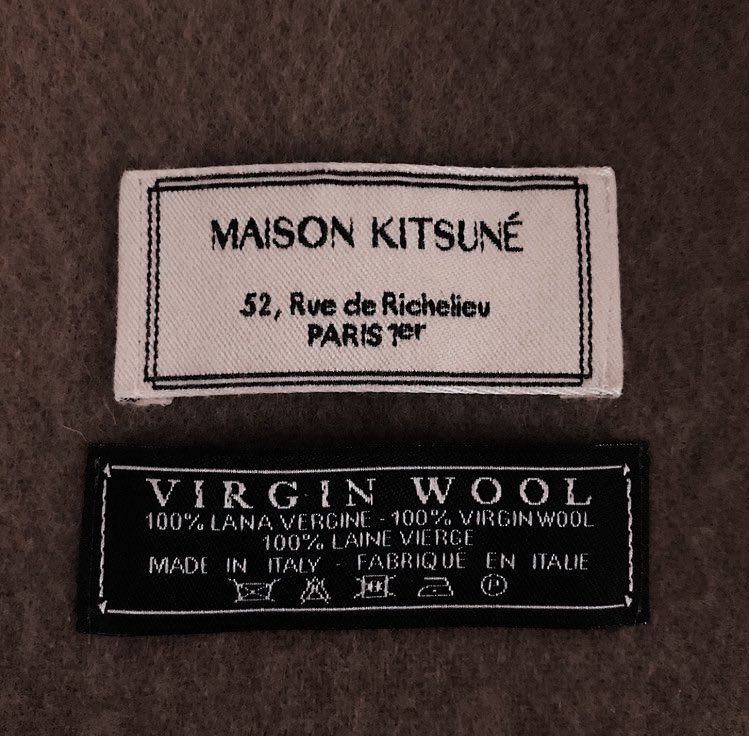 MAISON KITSUNÉ
52, Rue de Richelieu
PARIS 1er
VIRGIN WOOL
100% LANA VERGINE - 100% VIRGIN WOOL
100% LAINE VIERGE
MADE IN ITALY - FABRIQUÉ EN ITALIE